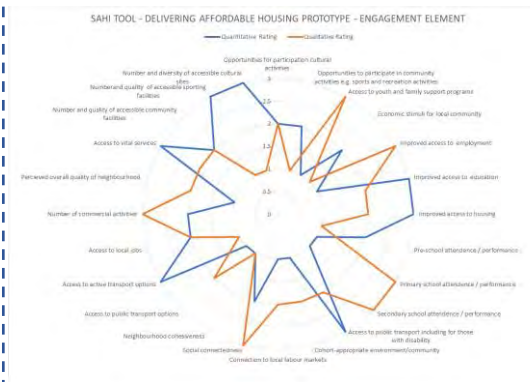 SAHI TOOL - DELIVERING AFFORDABLE HOUSING PROTOTYPE - ENGAGEMENT ELEMENT
Quantitative Rating
Qualitative Rating
Opportunities for participation cultural
activities
Opportunities to participate in community
activities e.g. sports and recreation activities
Access to youth and family support programs
Economic stimuli for local community
Improved access to employment
Improved access to education
Improved access to housing
Pre-school attendance / performance
Primary school attendance / performance
Secondary school attendance / performance
Access to public transport including for those
with disability
Cohort-appropriate environment/community
Connection to local labour markets
Social connectedness
Neighbourhood cohesiveness
Access to public transport options
Access to active transport options
Access to local jobs
Number of commercial activities
Perceived overall quality of neighbourhood
Access to vital services
Number and quality of accessible community
facilities
Number and quality of accessible sporting
facilities
Number and diversity of accessible cultural
sites
3
2.5
2
1.5
1
0.5
0